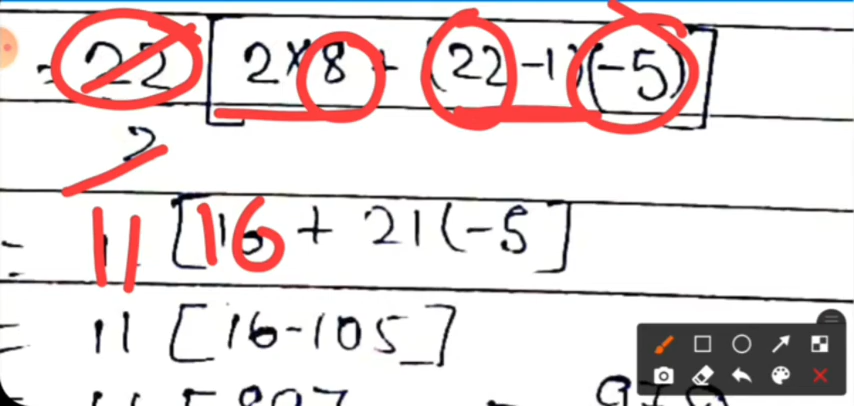 = 22/2 [2×8 + (22-1)(-5)]
= 11 [16 + 21(-5]
= 11 [16-105]